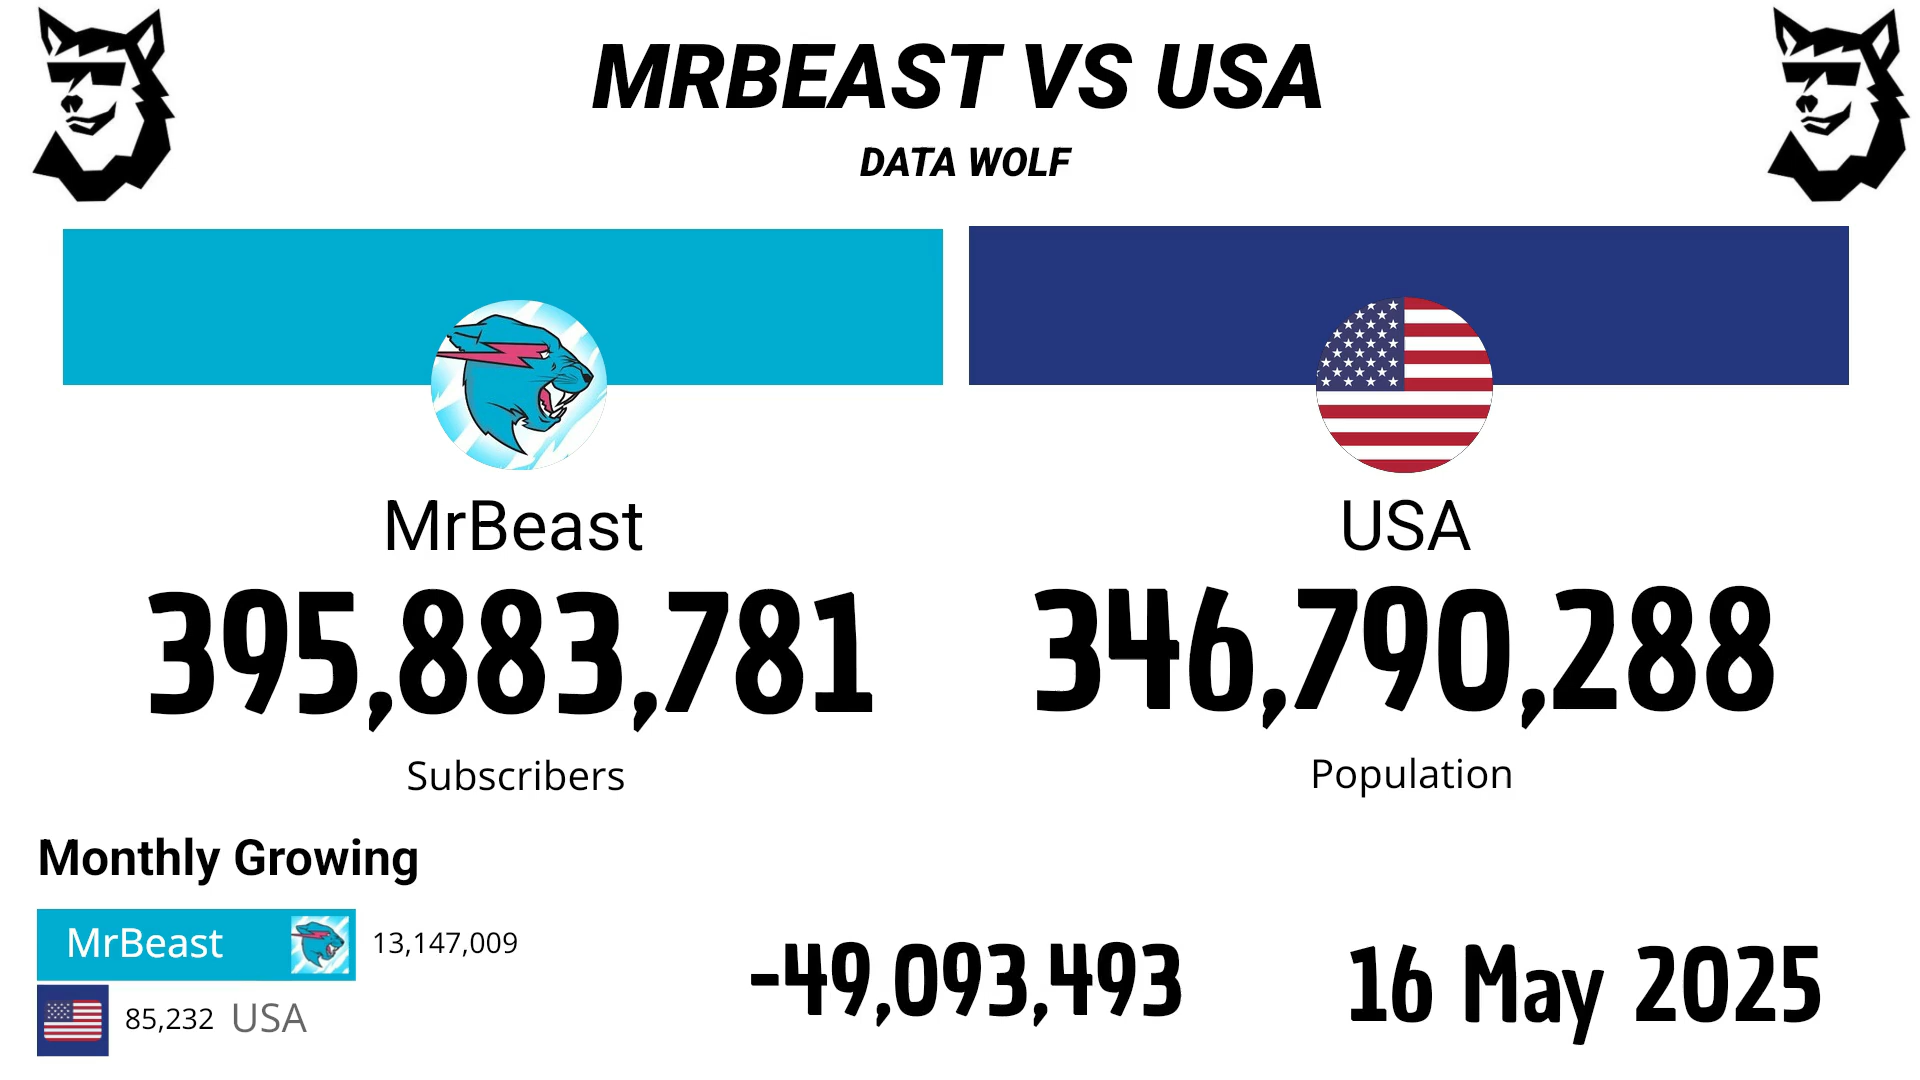 MRBEAST VS USA
DATA WOLF
MrBeast
395,883,781
Subscribers
USA
346,790,288
Population
Monthly Growing
MrBeast 13,147,009
85,232 USA
-49,093,493
16 May 2025